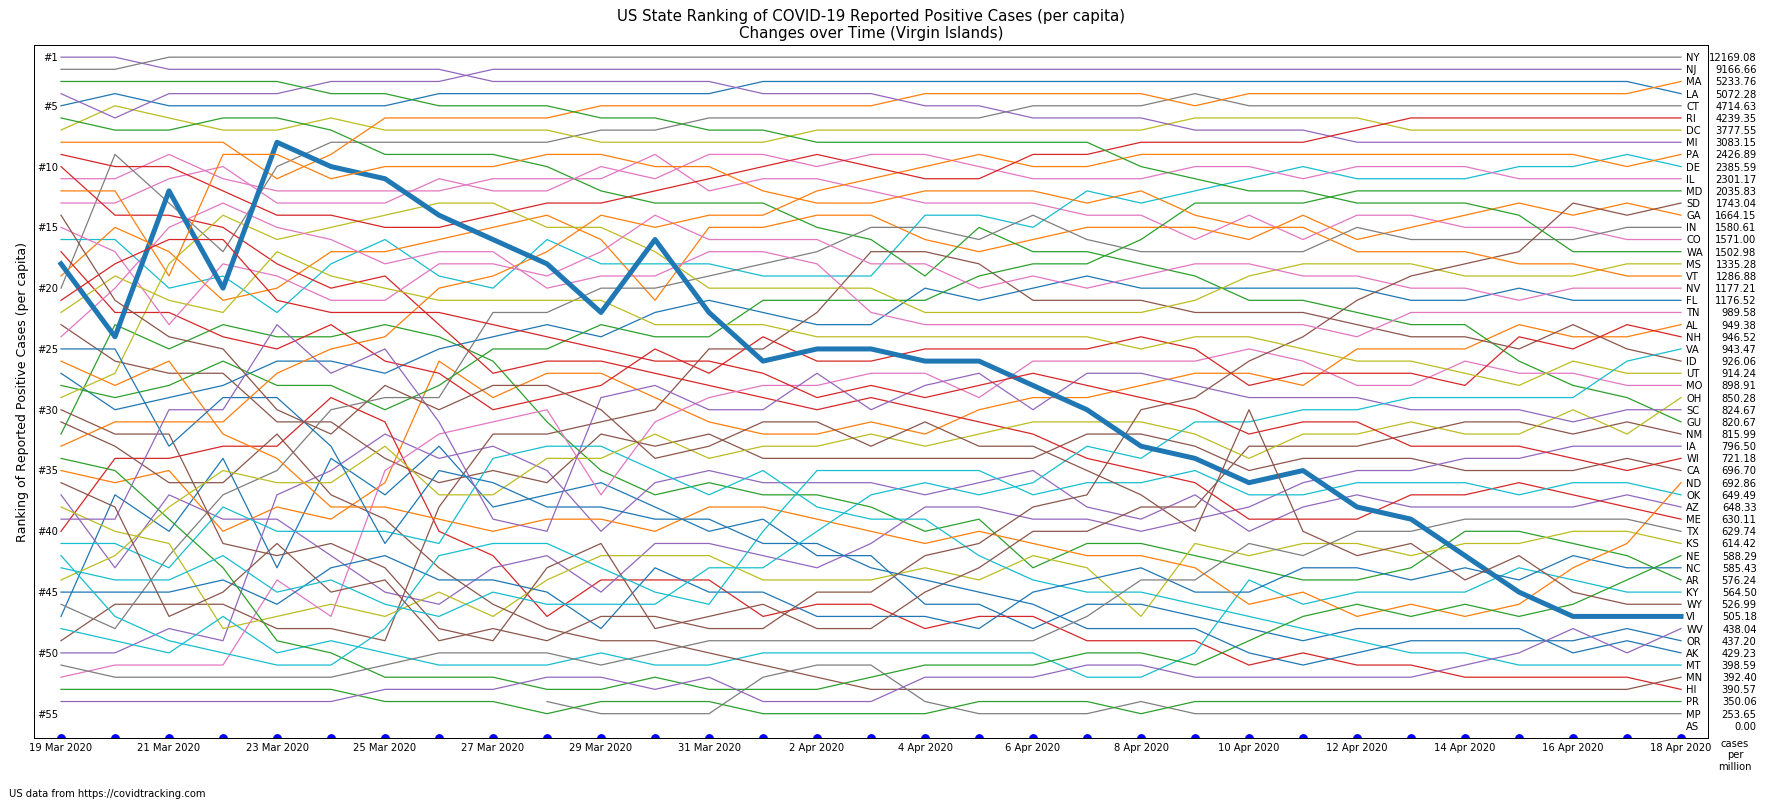 US State Ranking of COVID-19 Reported Positive Cases (per capita)
Changes over Time (Virgin Islands)
Ranking of Reported Positive Cases (per capita)
#1
#5
#10
#15
#20
#25
#30
#35
#40
#45
#50
#55
NY 12169.08
NJ 9166.66
MA 5233.76
LA 5072.28
CT 4714.63
RI 4239.35
DC 3777.55
MI 3083.15
PA 2426.89
DE 2385.59
IL 2301.17
MD 2035.83
SD 1743.04
GA 1664.15
IN 1580.61
CO 1571.00
WA 1502.98
MS 1335.28
VT 1286.88
NV 1177.21
FL 1176.52
TN 989.58
AL 949.38
NH 946.52
VA 943.47
ID 926.06
UT 914.24
MO 898.91
OH 850.28
SC 824.67
GU 820.67
NM 815.99
IA 796.50
WI 721.18
CA 696.70
ND 692.86
OK 649.49
AZ 648.33
ME 630.11
TX 629.74
KS 614.42
NE 588.29
NC 585.43
AR 576.24
KY 564.50
WY 526.99
VI 505.18
WV 438.04
OR 437.20
AK 429.23
MT 398.59
MN 392.40
HI 390.57
PR 350.06
MP 253.65
AS 0.00
19 Mar 2020 21 Mar 2020 23 Mar 2020 25 Mar 2020 27 Mar 2020 29 Mar 2020 31 Mar 2020 2 Apr 2020 4 Apr 2020 6 Apr 2020 8 Apr 2020 10 Apr 2020 12 Apr 2020 14 Apr 2020 16 Apr 2020 18 Apr 2020
cases
per
million
US data from https://covidtracking.com